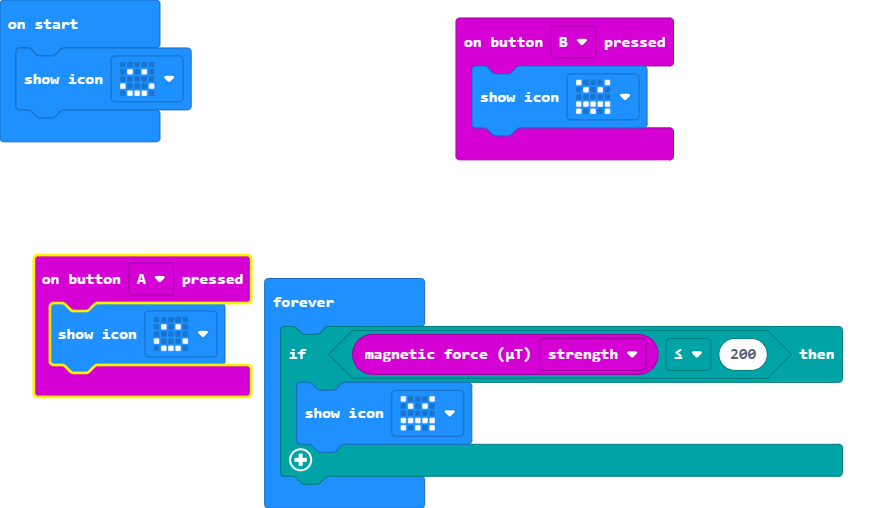 on start
show icon
on button B pressed
show icon
on button A pressed
show icon
forever
if magnetic force (µT) strength ≤ 200 then
show icon